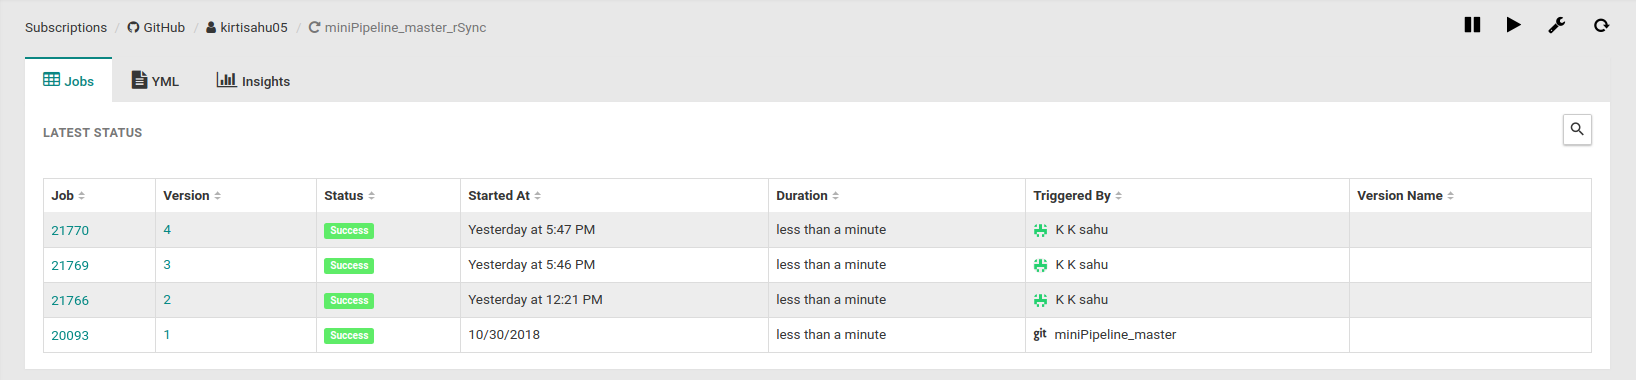 Subscriptions / GitHub / kirtisahu05 / miniPipeline_master_rSync
Jobs YML Insights
LATEST STATUS
Job Version Status Started At Duration Triggered By Version Name
21770 4 Success Yesterday at 5:47 PM less than a minute K K sahu
21769 3 Success Yesterday at 5:46 PM less than a minute K K sahu
21766 2 Success Yesterday at 12:21 PM less than a minute K K sahu
20093 1 Success 10/30/2018 less than a minute git miniPipeline_master